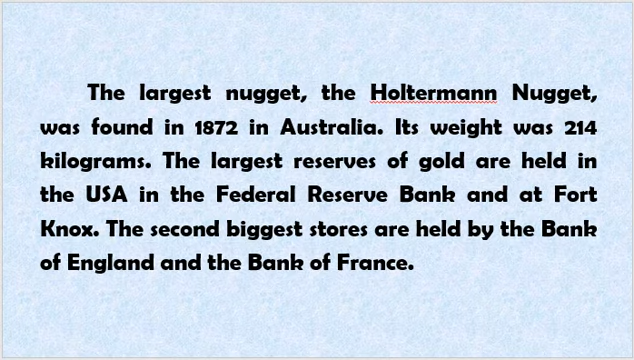 The largest nugget, the Holtermann Nugget,
was found in 1872 in Australia. Its weight was 214
kilograms. The largest reserves of gold are held in
the USA in the Federal Reserve Bank and at Fort
Knox. The second biggest stores are held by the Bank
of England and the Bank of France.